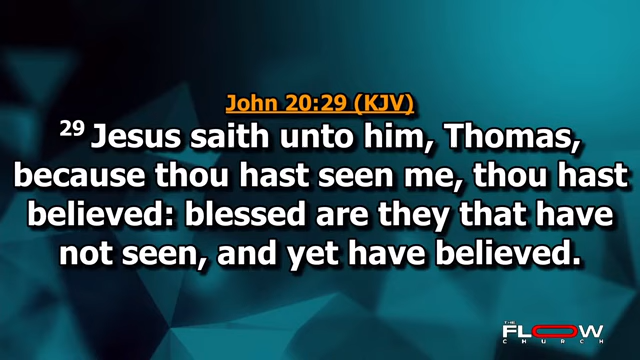 John 20:29 (KJV)
29 Jesus saith unto him, Thomas,
because thou hast seen me, thou hast
believed: blessed are they that have
not seen, and yet have believed.
THE
FLOW
CHURCH